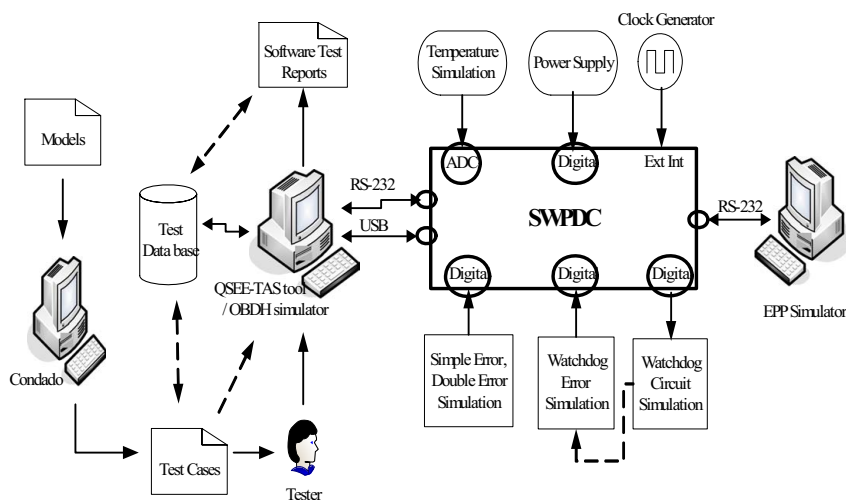 Clock Generator
Software Test
Reports
Temperature
Simulation
Power Supply
Models
ADC
Digita
Ext Int
RS-232
USB
SWPDC
RS-232
Test
Data base
QSEE-TAS tool
/ OBDH simulator
Digita
Digita
Digita
EPP Simulator
Condado
Simple Error,
Double Error
Simulation
Watchdog
Error
Simulation
Watchdog
Circuit
Simulation
Test Cases
Tester